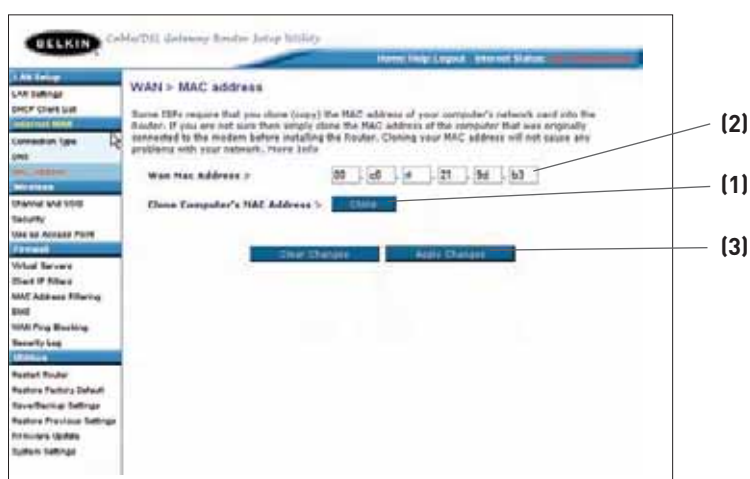 BELKIN
Cable/DSL Gateway Router Setup Utility
Home Help Logout Internet Status:
LAN Setup
LAN Settings
DHCP Client List
Internet WAN
Connection Type
DNS
MAC Address
Wireless
Channel and SSID
Security
Use as Access Point
Firewall
Virtual Servers
Client IP Filters
MAC Address Filtering
DMZ
WAN Ping Blocking
Security Log
Utilities
Restart Router
Restore Factory Default
Save/Backup Settings
Restore Previous Settings
Firmware Update
System Settings
WAN > MAC address
Some ISPs require that you clone (copy) the MAC address of your computer's network card into the
Router. If you are not sure then simply clone the MAC address of the computer that was originally
connected to the modem before installing the Router. Cloning your MAC address will not cause any
problems with your network. More Info
Wan Mac Address > 00 . c0 . . 21 . 9d . b3
(2)
Clone Computer's MAC Address > Clone
(1)
Clear Changes Apply Changes
(3)